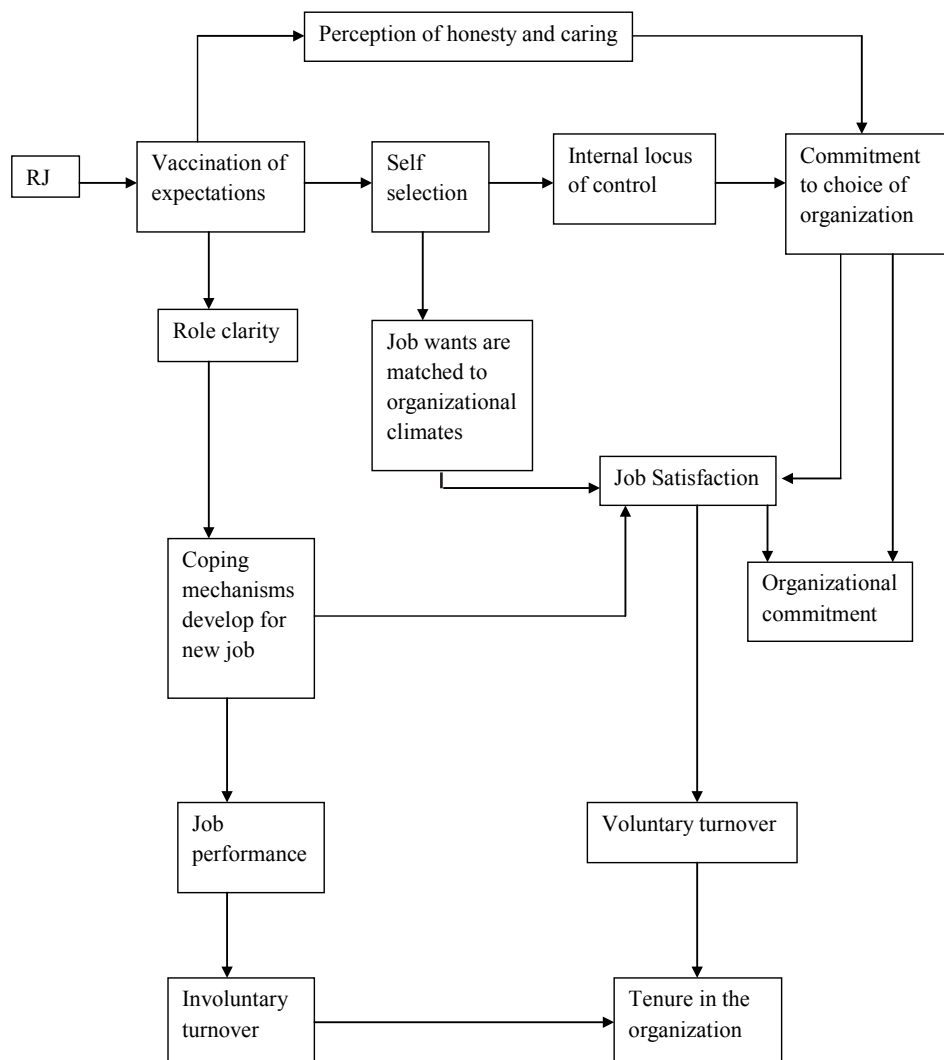 Perception of honesty and caring
RJ
Vaccination of
expectations
Self
selection
Internal locus
of control
Commitment
to choice of
organization
Role clarity
Job wants are
matched to
organizational
climates
Job Satisfaction
Coping
mechanisms
develop for
new job
Organizational
commitment
Job
performance
Voluntary turnover
Involuntary
turnover
Tenure in the
organization